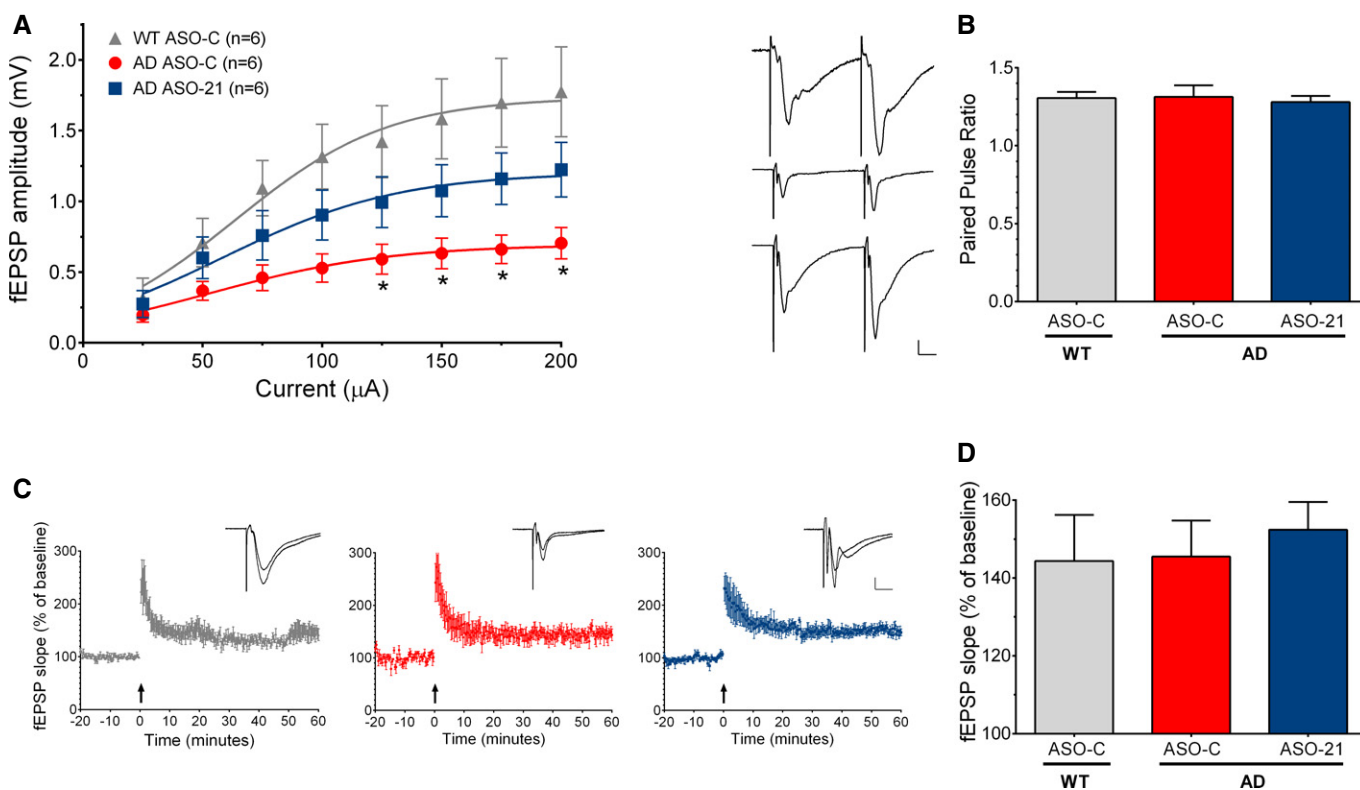 A
fEPSP amplitude (mV)
2.0
1.5
1.0
0.5
0.0
WT ASO-C (n=6)
AD ASO-C (n=6)
AD ASO-21 (n=6)
* * * *
0 50 100 150 200
Current (μA)
B
Paired Pulse Ratio
1.5
1.0
0.5
0.0
ASO-C ASO-C ASO-21
WT AD
C
fEPSP slope (% of baseline)
300
200
100
0
-20 -10 0 10 20 30 40 50 60
Time (minutes)
300
200
100
0
-20 -10 0 10 20 30 40 50 60
Time (minutes)
300
200
100
0
-20 -10 0 10 20 30 40 50 60
Time (minutes)
D
fEPSP slope (% of baseline)
160
140
120
100
ASO-C ASO-C ASO-21
WT AD